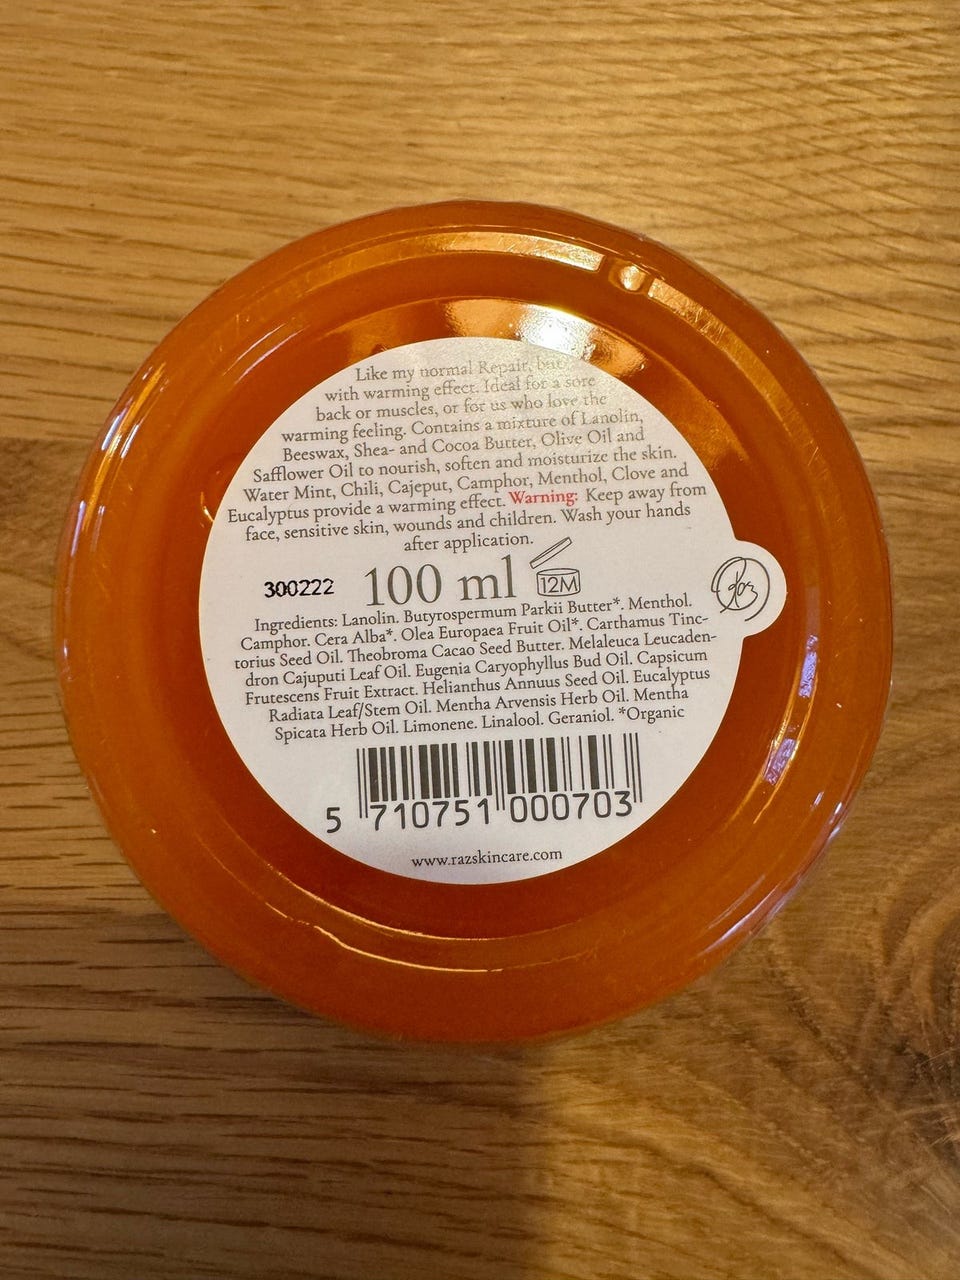 Like my normal Repair, but
with warming effect. Ideal for a sore
back or muscles, or for us who love the
warming feeling. Contains a mixture of Lanolin,
Beeswax, Shea- and Cocoa Butter, Olive Oil and
Safflower Oil to nourish, soften and moisturize the skin.
Water Mint, Chili, Cajeput, Camphor, Menthol, Clove and
Eucalyptus provide a warming effect. Warning: Keep away from
face, sensitive skin, wounds and children. Wash your hands
after application.
300222 100 ml 12M
Ingredients: Lanolin. Butyrospermum Parkii Butter*. Menthol.
Camphor. Cera Alba*. Olea Europaea Fruit Oil*. Carthamus Tinc-
torius Seed Oil. Theobroma Cacao Seed Butter. Melaleuca Leucaden-
dron Cajuputi Leaf Oil. Eugenia Caryophyllus Bud Oil. Capsicum
Frutescens Fruit Extract. Helianthus Annuus Seed Oil. Eucalyptus
Radiata Leaf/Stem Oil. Mentha Arvensis Herb Oil. Mentha
Spicata Herb Oil. Limonene. Linalool. Geraniol. *Organic
5 710751 000703
www.razskincare.com